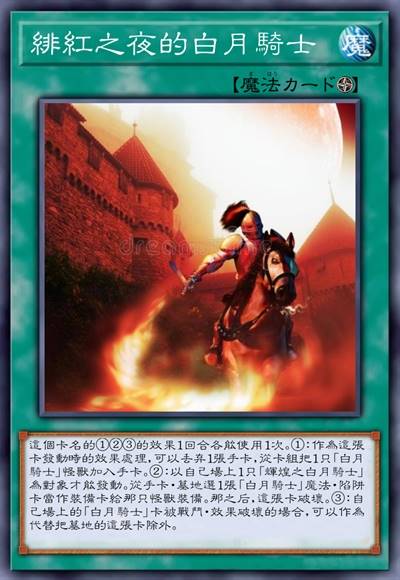 緋紅之夜的白月騎士
魔
【魔法カード】
ま ほう
dreamstime
這個卡名的①②③的效果1回合各能使用1次。①:作為這張
卡發動時的效果處理,可以丟弃1張手卡,從卡組把1只「白月
騎士」怪獸加入手卡。②:以自己場上1只「輝煌之白月騎士」
為對象才能發動。從手卡・墓地選1張「白月騎士」魔法・陷阱
卡當作裝備卡給那只怪獸裝備。那之后,這張卡破壞。③:自
己場上的「白月騎士」卡被戰鬥・效果破壞的場合,可以作為
代替把墓地的這張卡除外。